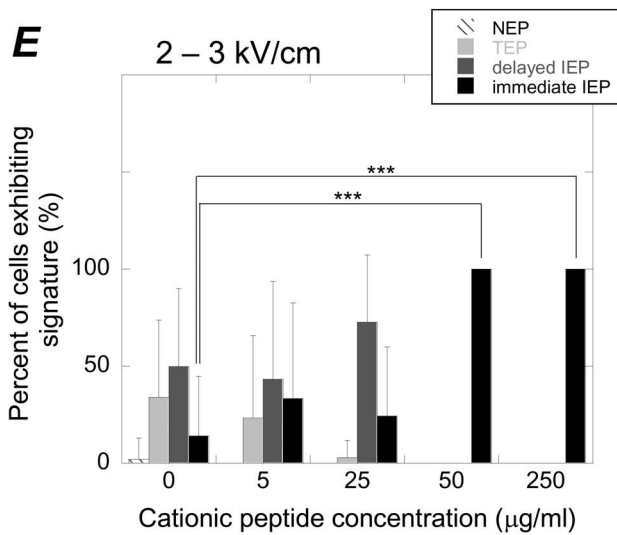 E
2 – 3 kV/cm
NEP
TEP
delayed IEP
immediate IEP
***
***
Percent of cells exhibiting
signature (%)
100
50
0
0 5 25 50 250
Cationic peptide concentration (μg/ml)